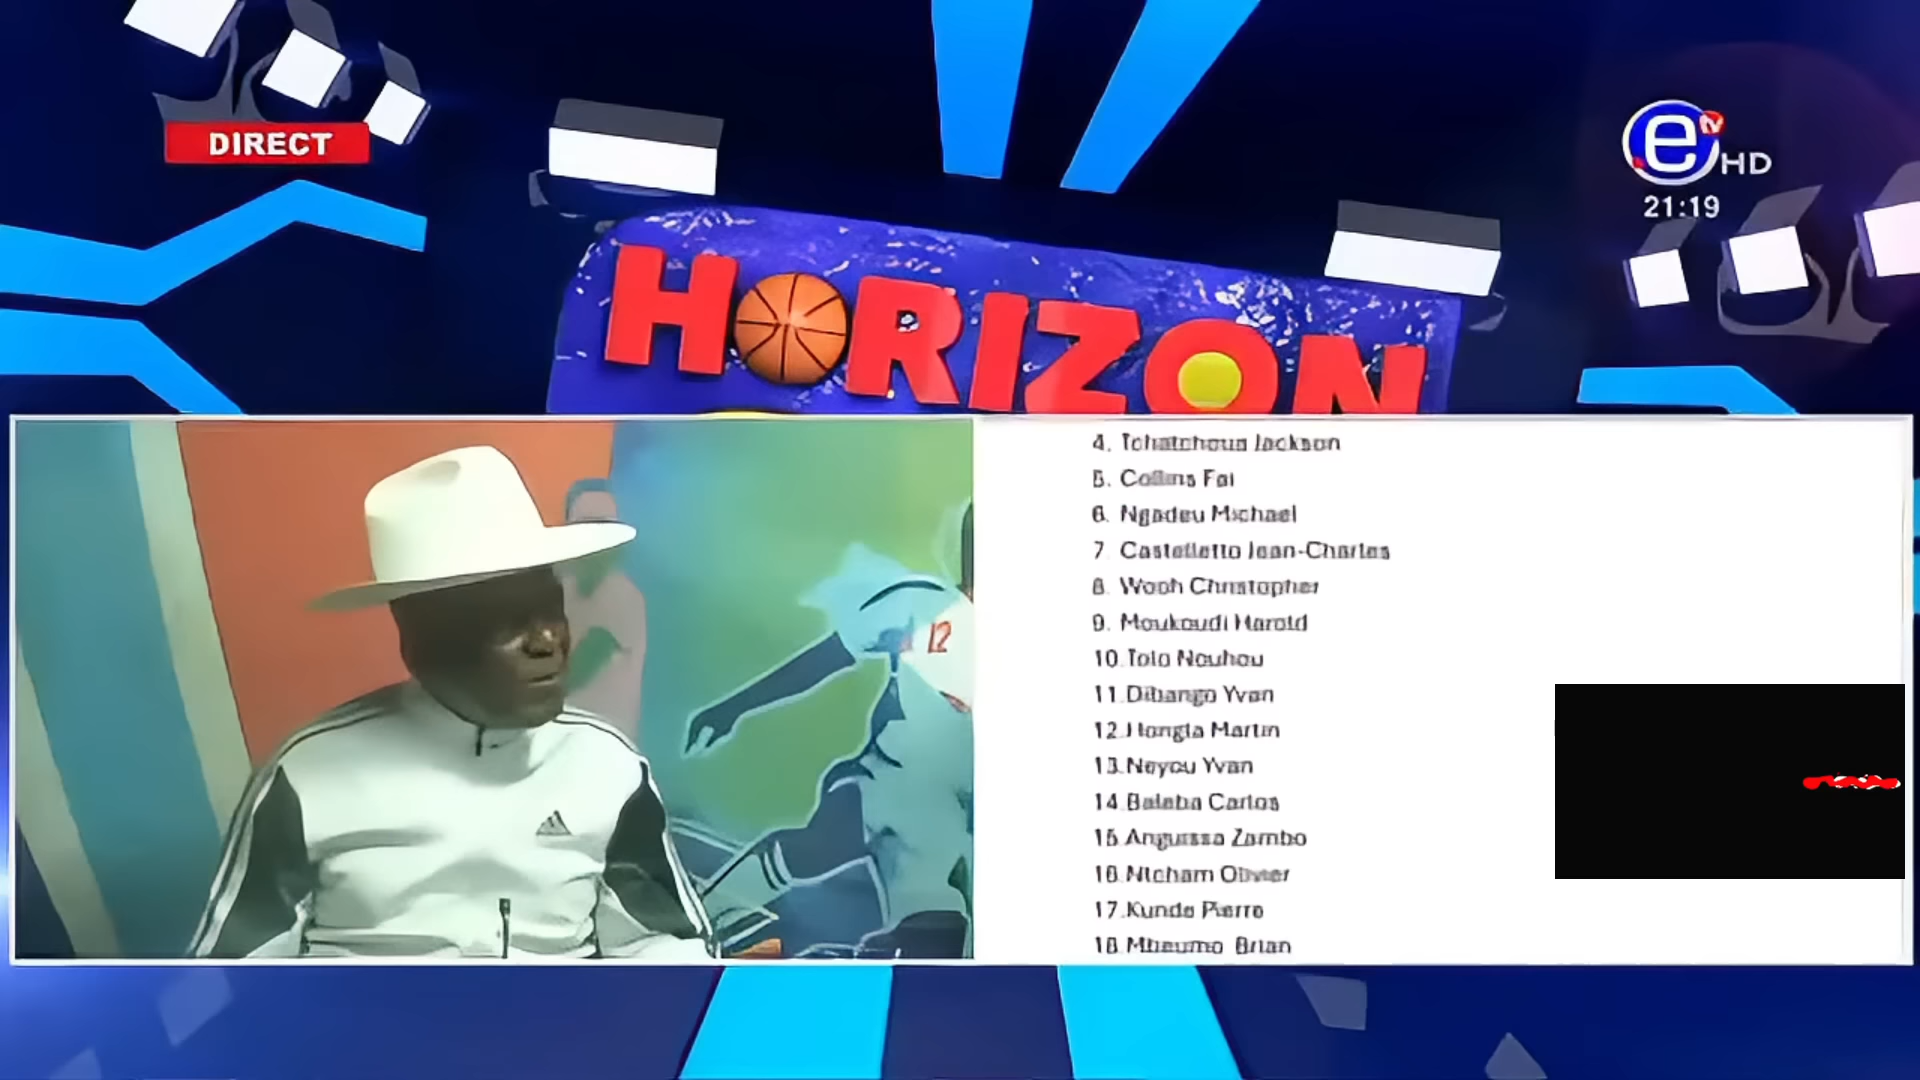 DIRECT
e tv HD
21:19
HORIZON
12
4. Tchatchoua Jackson
5. Collins Fai
6. Ngadeu Michael
7. Castelletto Jean-Charles
8. Wooh Christopher
9. Moukoudi Harold
10. Tolo Nouhou
11. Dibango Yvan
12. Hongla Martin
13. Neyou Yvan
14. Baleba Carlos
15. Anguissa Zambo
16. Ntcham Olivier
17. Kunde Pierre
18. Mbeumo Brian